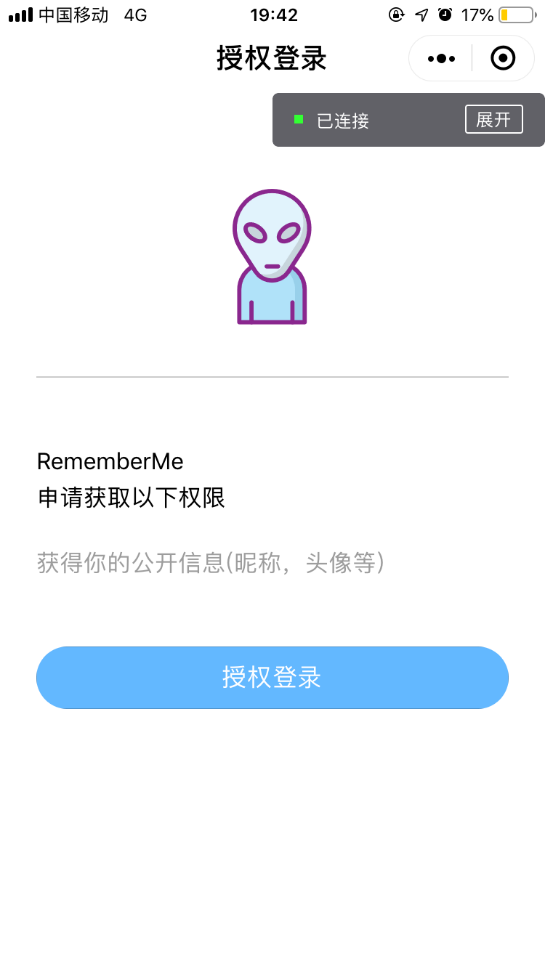 中国移动 4G 19:42 17%
授权登录
已连接 展开
RememberMe
申请获取以下权限
获得你的公开信息(昵称，头像等)
授权登录